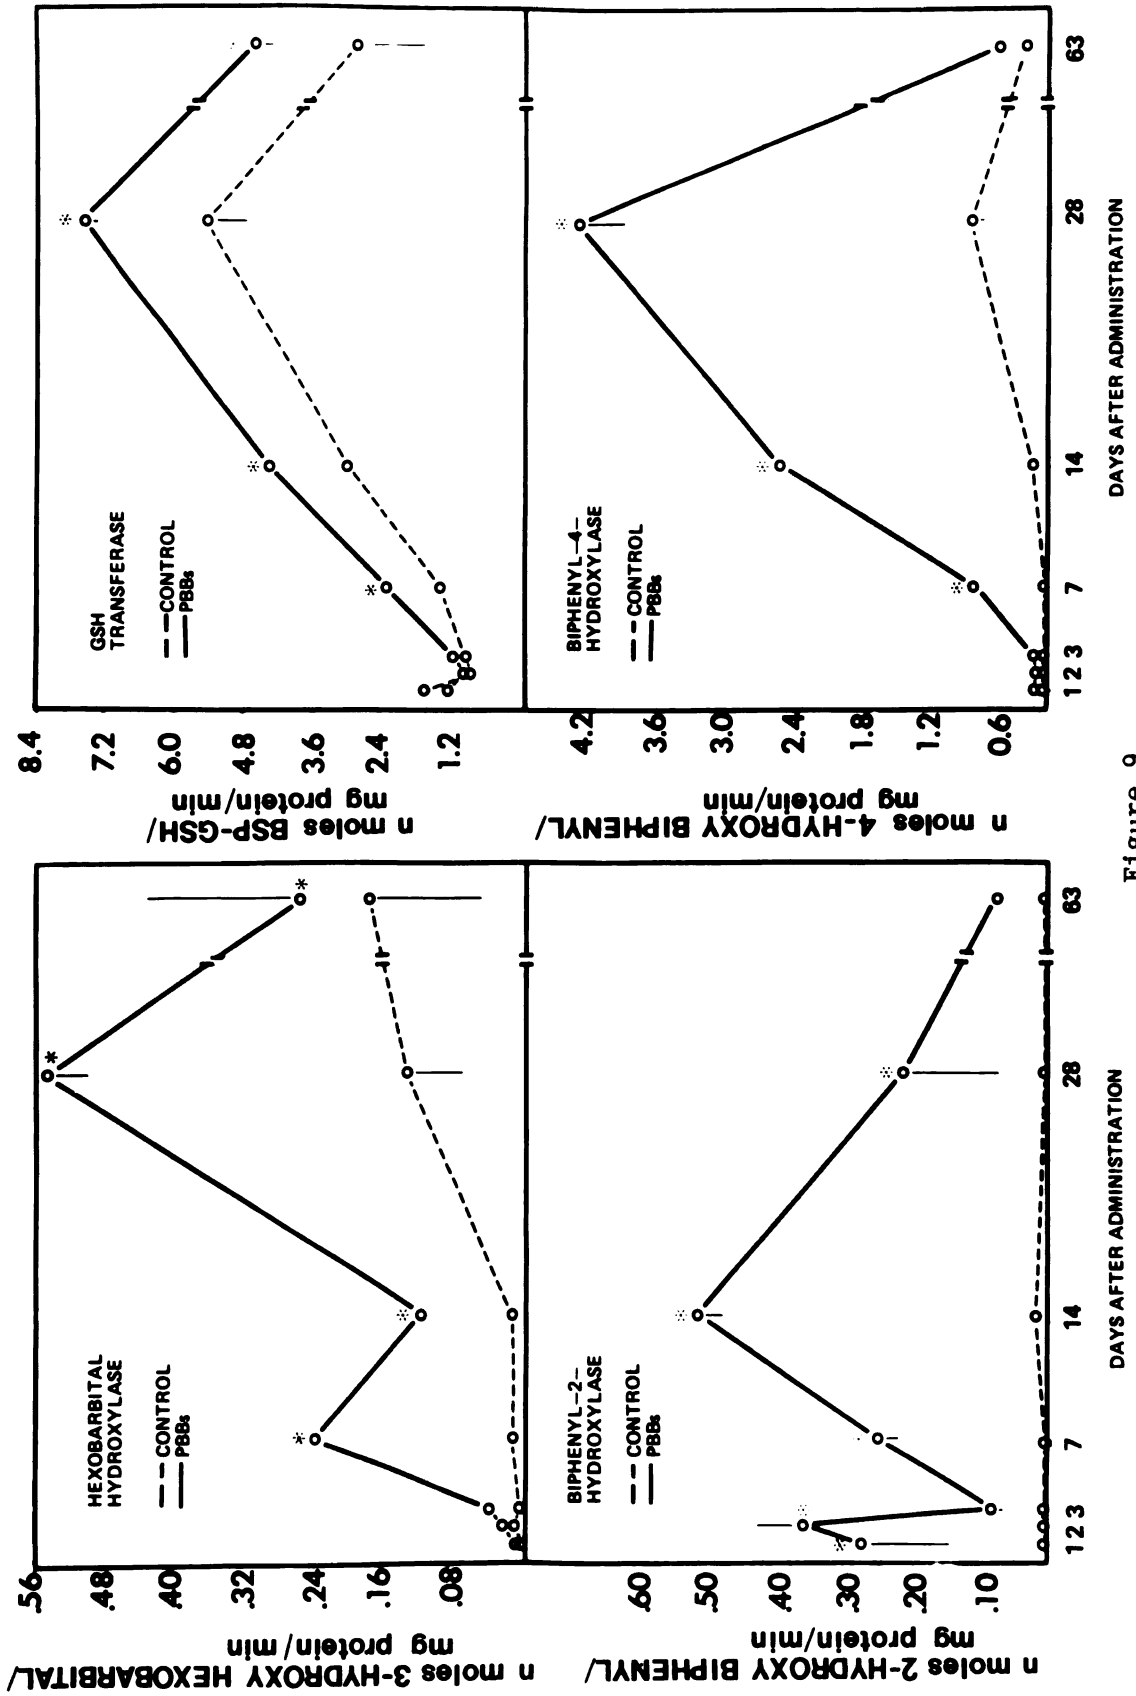 n moles 3-HYDROXY HEXOBARBITAL/
mg protein/min
.56
.48
.40
.32
.24
.16
.08
HEXOBARBITAL
HYDROXYLASE
CONTROL
PBBs
*
*
*
*
n moles BSP-GSH/
mg protein/min
8.4
7.2
6.0
4.8
3.6
2.4
1.2
GSH
TRANSFERASE
CONTROL
PBBs
*
*
*
n moles 2-HYDROXY BIPHENYL/
mg protein/min
.60
.50
.40
.30
.20
.10
BIPHENYL-2-
HYDROXYLASE
CONTROL
PBBs
*
*
*
*
1 2 3 7 14 28 63
DAYS AFTER ADMINISTRATION
n moles 4-HYDROXY BIPHENYL/
mg protein/min
4.2
3.6
3.0
2.4
1.8
1.2
0.6
BIPHENYL-4-
HYDROXYLASE
CONTROL
PBBs
*
*
*
1 2 3 7 14 28 63
DAYS AFTER ADMINISTRATION
Figure 9